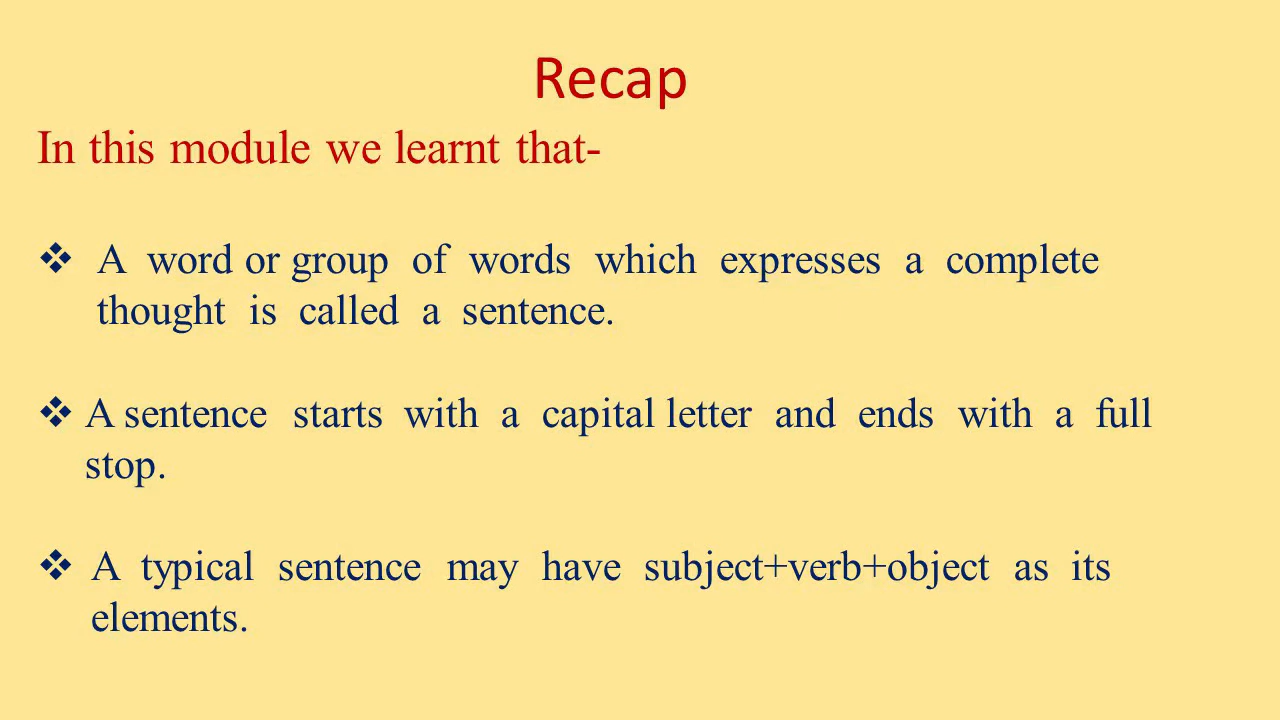 Recap
In this module we learnt that-
❖ A word or group of words which expresses a complete
thought is called a sentence.
❖ A sentence starts with a capital letter and ends with a full
stop.
❖ A typical sentence may have subject+verb+object as its
elements.